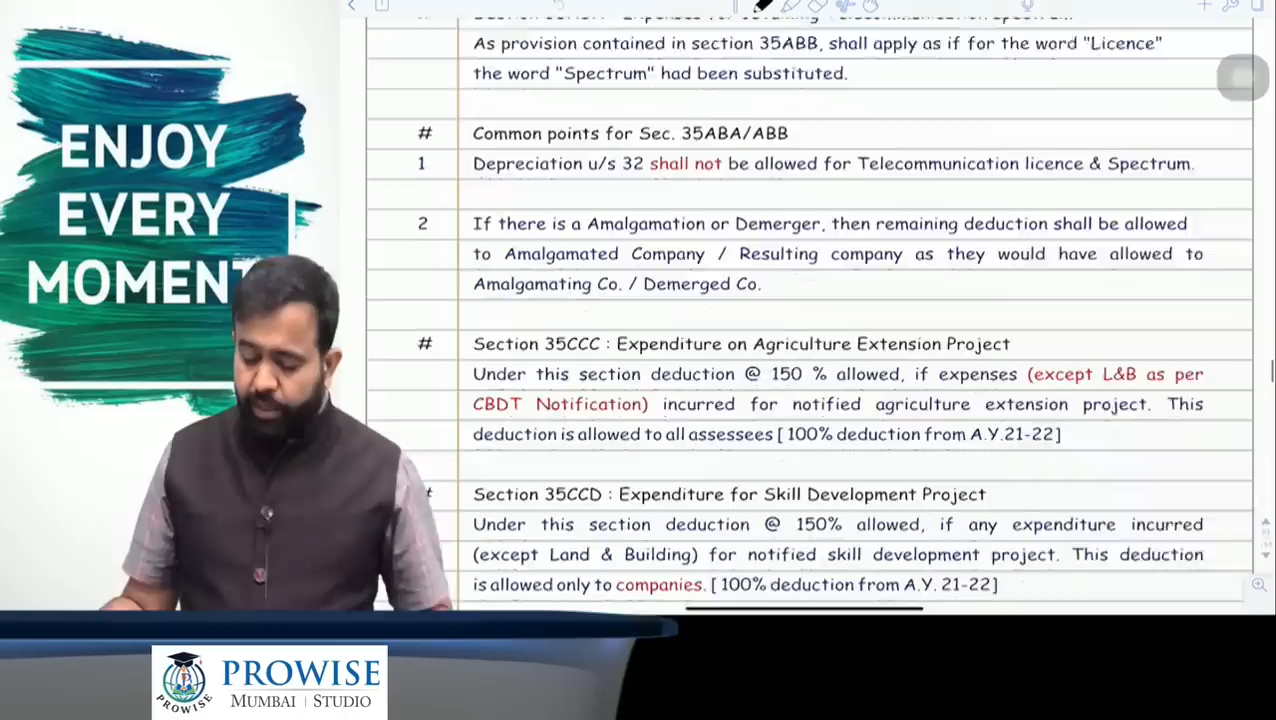 As provision contained in section 35ABB, shall apply as if for the word "Licence"
the word "Spectrum" had been substituted.
# Common points for Sec. 35ABA/ABB
1 Depreciation u/s 32 shall not be allowed for Telecommunication licence & Spectrum.
2 If there is a Amalgamation or Demerger, then remaining deduction shall be allowed
to Amalgamated Company / Resulting company as they would have allowed to
Amalgamating Co. / Demerged Co.
# Section 35CCC : Expenditure on Agriculture Extension Project
Under this section deduction @ 150 % allowed, if expenses (except L&B as per
CBDT Notification) incurred for notified agriculture extension project. This
deduction is allowed to all assessees [ 100% deduction from A.Y.21-22]
Section 35CCD : Expenditure for Skill Development Project
Under this section deduction @ 150% allowed, if any expenditure incurred
(except Land & Building) for notified skill development project. This deduction
is allowed only to companies. [ 100% deduction from A.Y. 21-22]
ENJOY
EVERY
MOMENT
PROWISE
MUMBAI | STUDIO
PROWISE